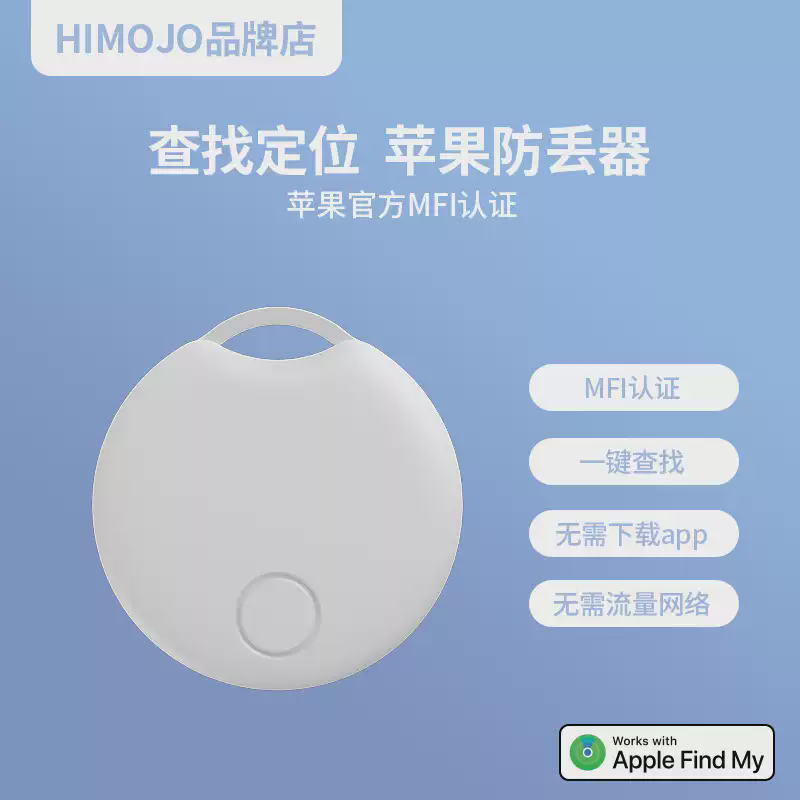 HIMOJO品牌店
查找定位 苹果防丢器
苹果官方MFI认证
MFI认证
一键查找
无需下载app
无需流量网络
Works with
Apple Find My